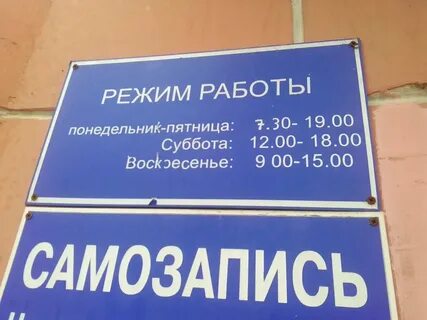 РЕЖИМ РАБОТЫ
понедельник-пятница: 7.30- 19.00
Суббота: 12.00 - 18.00
Воскресенье: 9 00-15.00
САМОЗАПИСЬ